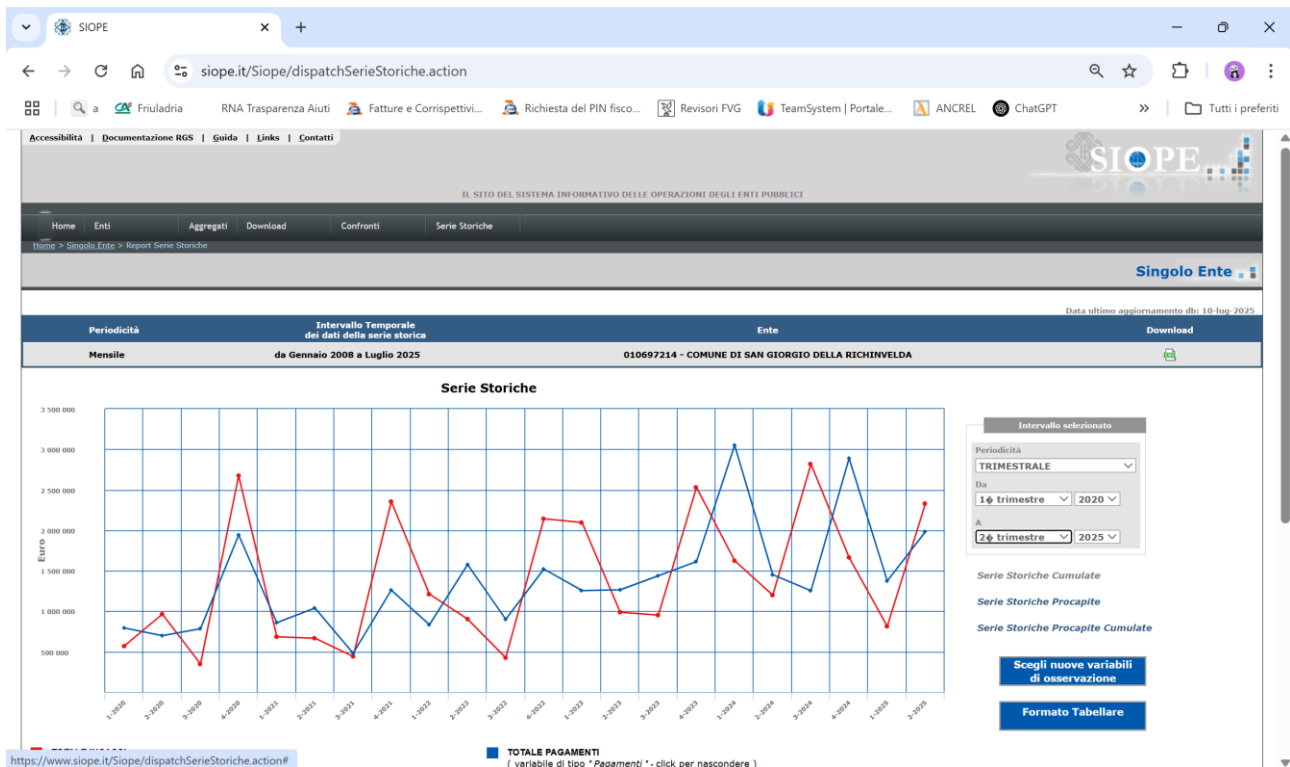 SIOPE
siope.it/Siope/dispatchSerieStoriche.action
a Friuladria RNA Trasparenza Aiuti Fatture e Corrispettivi... Richiesta del PIN fisco... Revisori FVG TeamSystem | Portale... ANCREL ChatGPT » Tutti i preferiti
Accessibilità | Documentazione RGS | Guida | Links | Contatti
SIOPE
IL SITO DEL SISTEMA INFORMATIVO DELLE OPERAZIONI DEGLI ENTI PUBBLICI
Home Enti Aggregati Download Confronti Serie Storiche
Home > Singolo Ente > Report Serie Storiche
Singolo Ente
Data ultimo aggiornamento db: 10-lug-2025
Periodicità Intervallo Temporale dei dati della serie storica Ente Download
Mensile da Gennaio 2008 a Luglio 2025 010697214 - COMUNE DI SAN GIORGIO DELLA RICHINVELDA
Serie Storiche
3 500 000
3 000 000
2 500 000
2 000 000
1 500 000
1 000 000
500 000
Euro
1-2020 2-2020 3-2020 4-2020 1-2021 2-2021 3-2021 4-2021 1-2022 2-2022 3-2022 4-2022 1-2023 2-2023 3-2023 4-2023 1-2024 2-2024 3-2024 4-2024 1-2025 2-2025
Intervallo selezionato
Periodicità
TRIMESTRALE
Da
1� trimestre 2020
A
2� trimestre 2025
Serie Storiche Cumulate
Serie Storiche Procapite
Serie Storiche Procapite Cumulate
Scegli nuove variabili
di osservazione
Formato Tabellare
TOTALE PAGAMENTI
( variabile di tipo "Pagamenti" - click per nascondere )
https://www.siope.it/Siope/dispatchSerieStoriche.action#